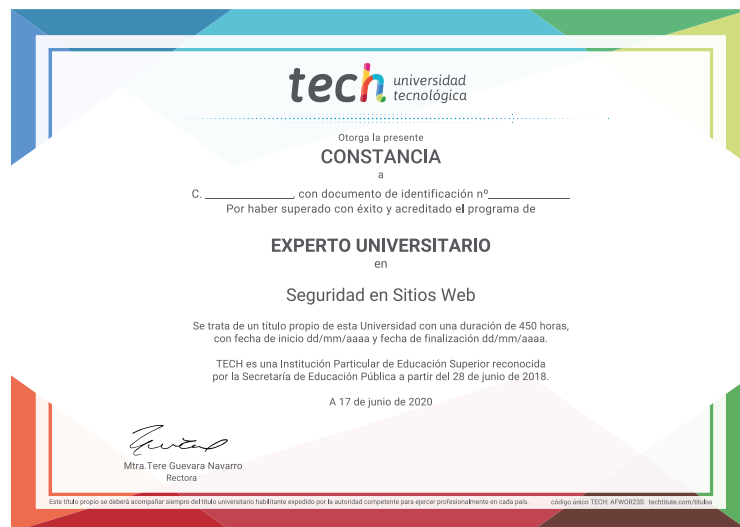 tech universidad
tecnológica
Otorga la presente
CONSTANCIA
a
C. ______________, con documento de identificación nº______________
Por haber superado con éxito y acreditado el programa de
EXPERTO UNIVERSITARIO
en
Seguridad en Sitios Web
Se trata de un título propio de esta Universidad con una duración de 450 horas,
con fecha de inicio dd/mm/aaaa y fecha de finalización dd/mm/aaaa.
TECH es una Institución Particular de Educación Superior reconocida
por la Secretaría de Educación Pública a partir del 28 de junio de 2018.
A 17 de junio de 2020
Mtra.Tere Guevara Navarro
Rectora
Este título propio se deberá acompañar siempre del título universitario habilitante expedido por la autoridad competente para ejercer profesionalmente en cada país. código único TECH: AFWOR23S techtitute.com/titulos